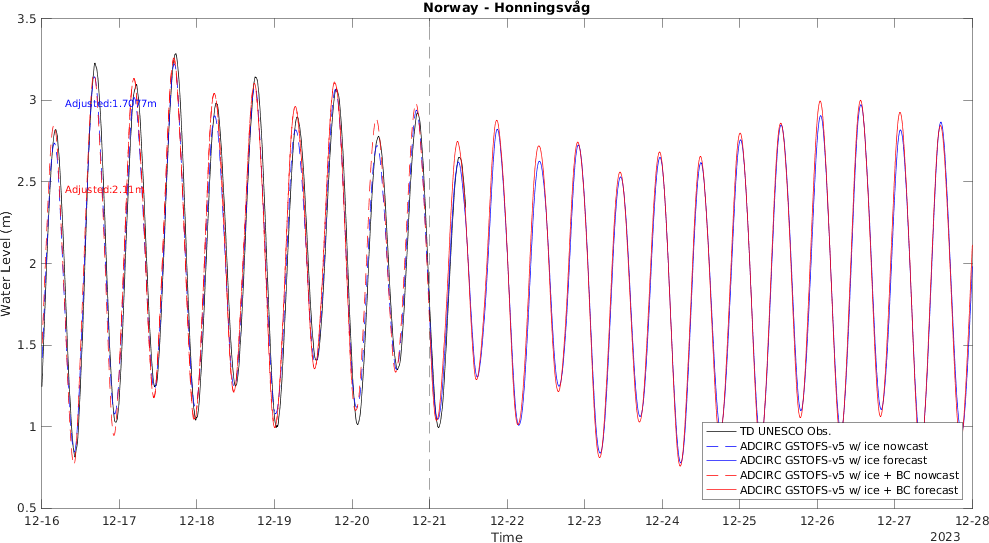 Norway - Honningsvåg
3.5
3
2.5
2
1.5
1
0.5
Water Level (m)
Adjusted:1.7077m
Adjusted:2.11m
TD UNESCO Obs.
ADCIRC GSTOFS-v5 w/ ice nowcast
ADCIRC GSTOFS-v5 w/ ice forecast
ADCIRC GSTOFS-v5 w/ ice + BC nowcast
ADCIRC GSTOFS-v5 w/ ice + BC forecast
12-16 12-17 12-18 12-19 12-20 12-21 12-22 12-23 12-24 12-25 12-26 12-27 12-28
Time
2023